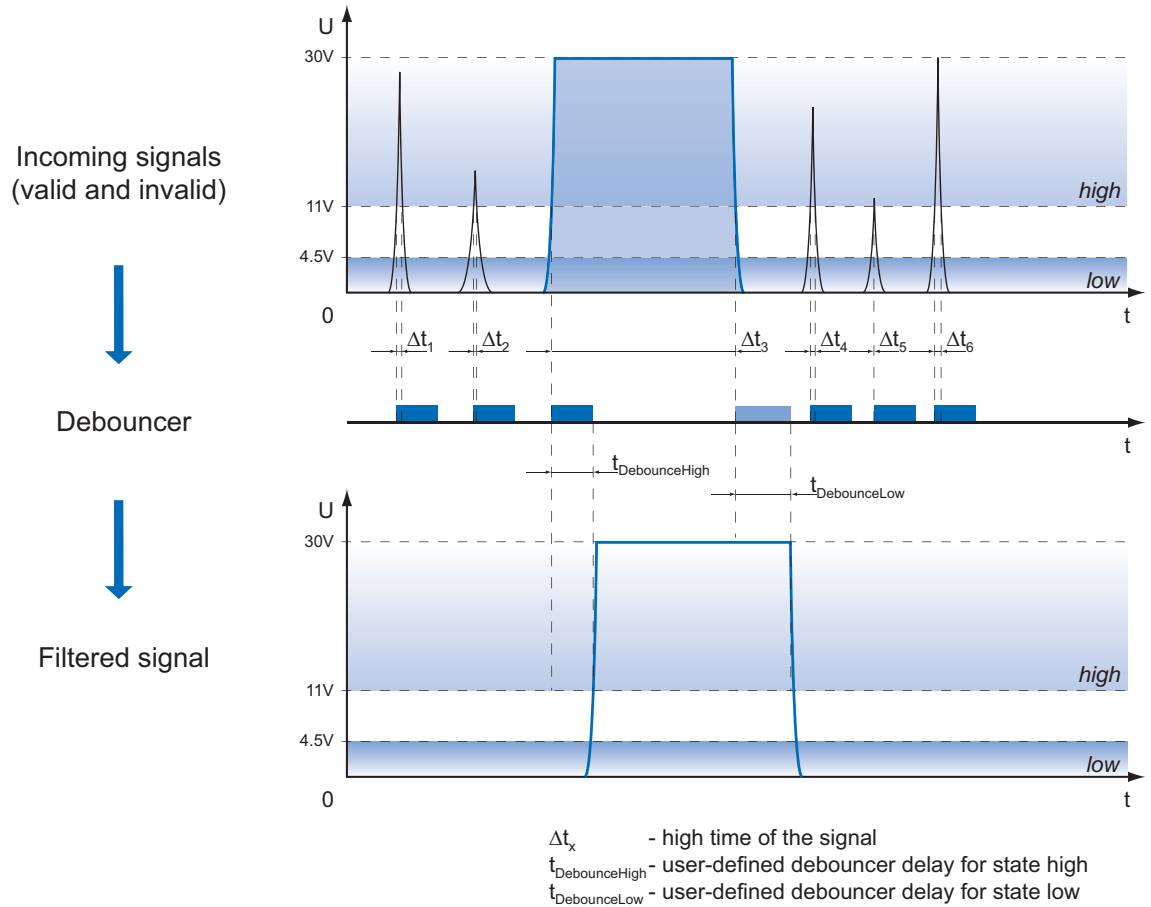 U
30V
Incoming signals
(valid and invalid)
11V
high
4.5V
low
0
t
Δt1
Δt2
Δt3
Δt4
Δt5
Δt6
Debouncer
t
tDebounceHigh
tDebounceLow
U
30V
Filtered signal
high
11V
4.5V
low
0
t
Δtx - high time of the signal
tDebounceHigh - user-defined debouncer delay for state high
tDebounceLow - user-defined debouncer delay for state low